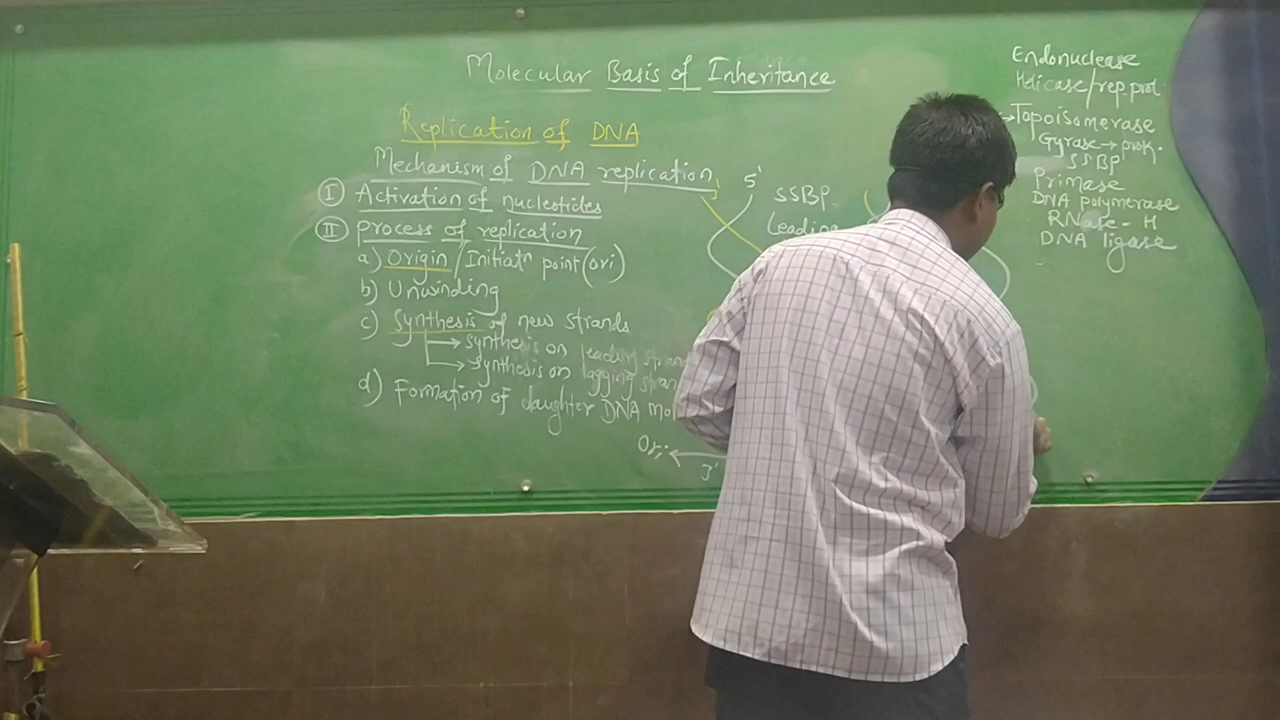 Molecular Basis of Inheritance
Replication of DNA
Mechanism of DNA replication
I Activation of nucleotides
II process of replication
a) Origin/Initiatn point (Ori)
b) Unwinding
c) Synthesis of new strands
→ synthesis on leading strand
→ synthesis on lagging stran
d) Formation of daughter DNA mol
Ori
3'
5'
SSBP
Leading
Endonuclease
Helicase/rep. prot.
→Topoisomerase
Gyrase → prok.
SSBP
Primase
DNA polymerase
RNase - H
DNA ligase